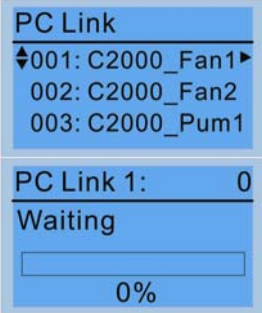 PC Link
001: C2000_Fan1
002: C2000_Fan2
003: C2000_Pum1
PC Link 1: 0
Waiting
0%